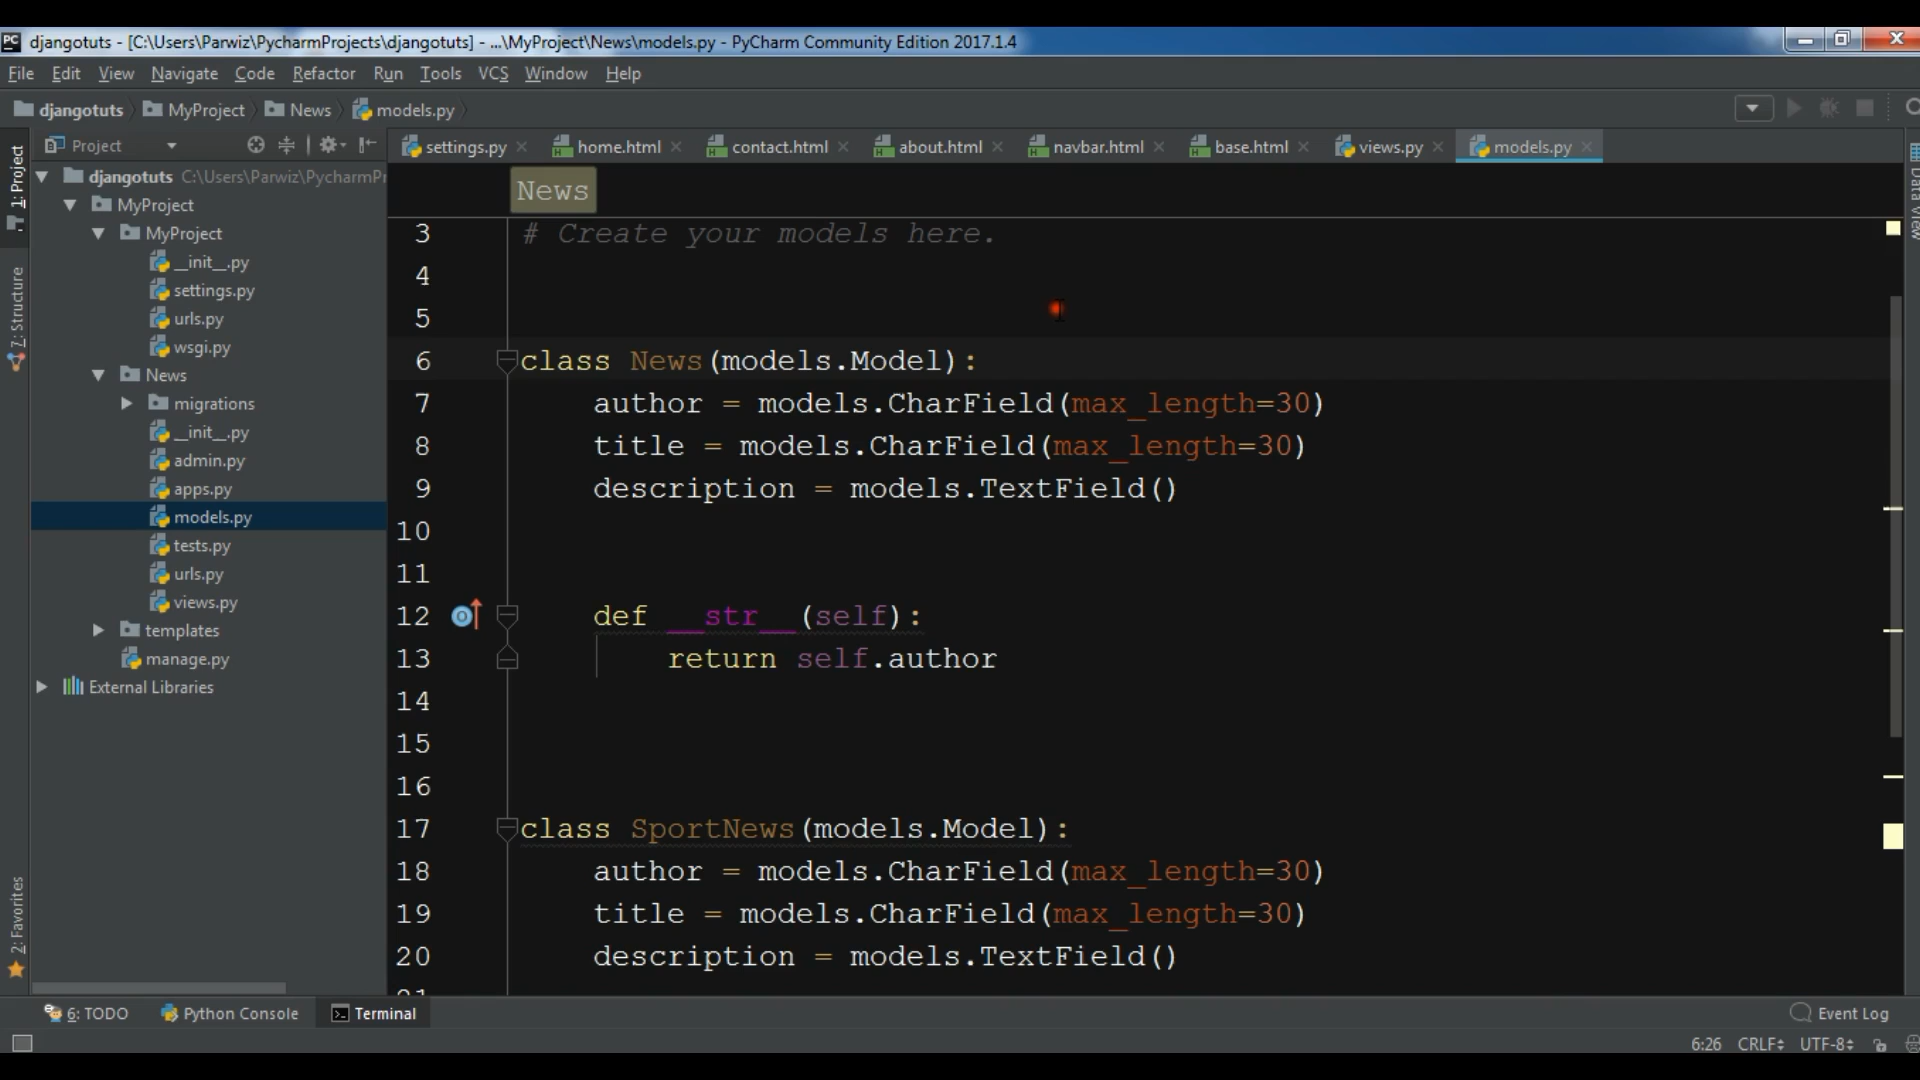 PC djangotuts - [C:\Users\Parwiz\PycharmProjects\djangotuts] - ...\MyProject\News\models.py - PyCharm Community Edition 2017.1.4
File Edit View Navigate Code Refactor Run Tools VCS Window Help
djangotuts MyProject News models.py
Project
settings.py home.html contact.html about.html navbar.html base.html views.py models.py
1: Project
7: Structure
2: Favorites
Data View
djangotuts C:\Users\Parwiz\PycharmPr
MyProject
MyProject
__init__.py
settings.py
urls.py
wsgi.py
News
migrations
__init__.py
admin.py
apps.py
models.py
tests.py
urls.py
views.py
templates
manage.py
External Libraries
News
3 # Create your models here.
4
5
6 class News(models.Model):
7 author = models.CharField(max_length=30)
8 title = models.CharField(max_length=30)
9 description = models.TextField()
10
11
12 def __str__(self):
13 return self.author
14
15
16
17 class SportNews(models.Model):
18 author = models.CharField(max_length=30)
19 title = models.CharField(max_length=30)
20 description = models.TextField()
21
6: TODO Python Console Terminal Event Log
6:26 CRLF UTF-8